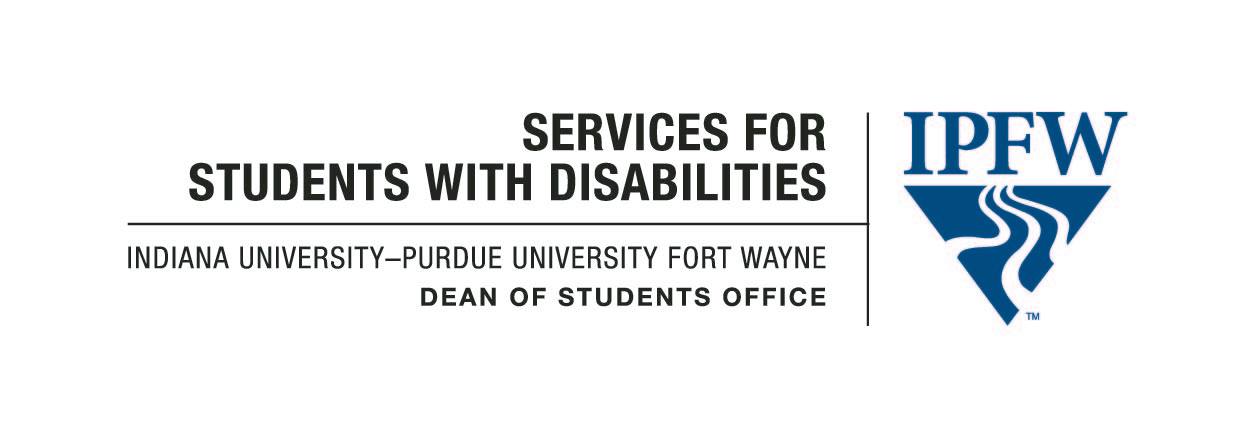 SERVICES FOR
STUDENTS WITH DISABILITIES
INDIANA UNIVERSITY–PURDUE UNIVERSITY FORT WAYNE
DEAN OF STUDENTS OFFICE
IPFW
TM